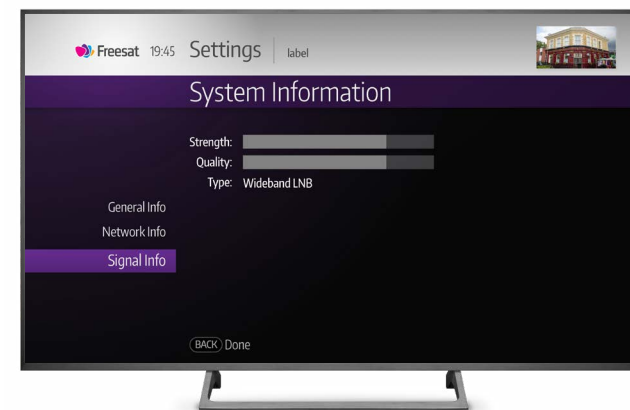 Freesat 19:45 Settings label
System Information
Strength:
Quality:
Type: Wideband LNB
General Info
Network Info
Signal Info
BACK Done